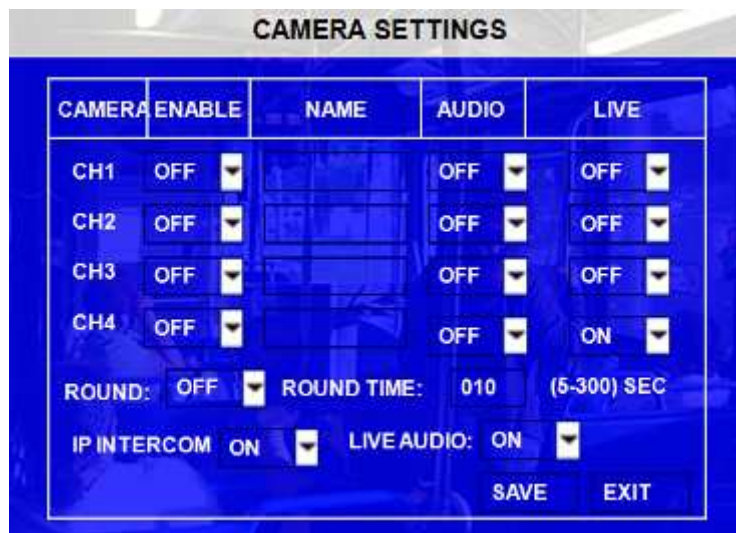 CAMERA SETTINGS
CAMERA ENABLE NAME AUDIO LIVE
CH1 OFF OFF OFF
CH2 OFF OFF OFF
CH3 OFF OFF OFF
CH4 OFF OFF ON
ROUND: OFF ROUND TIME: 010 (5-300) SEC
IP INTERCOM ON LIVE AUDIO: ON
SAVE EXIT